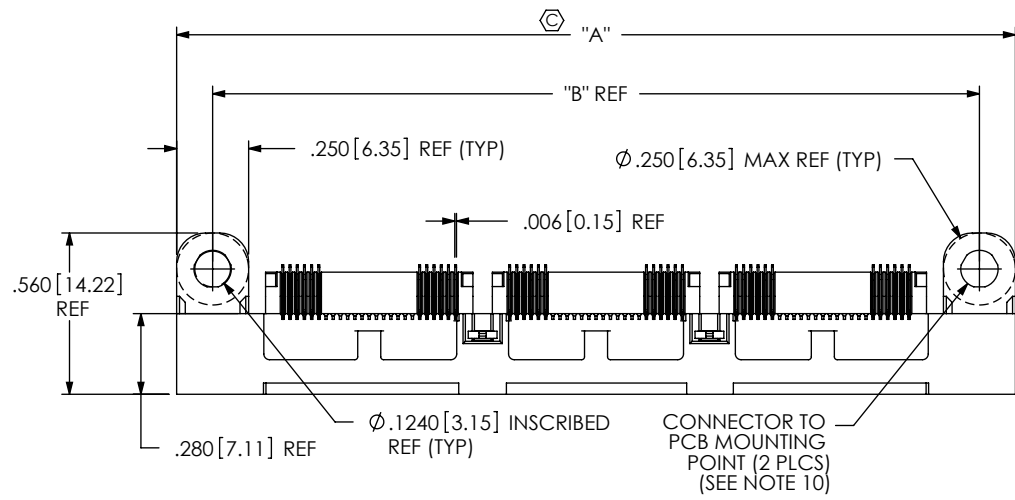 C
"A"
"B" REF
.250[6.35] REF (TYP)
Ø.250[6.35] MAX REF (TYP)
.006[0.15] REF
.560[14.22]
REF
Ø.1240[3.15] INSCRIBED
REF (TYP)
.280[7.11] REF
CONNECTOR TO
PCB MOUNTING
POINT (2 PLCS)
(SEE NOTE 10)